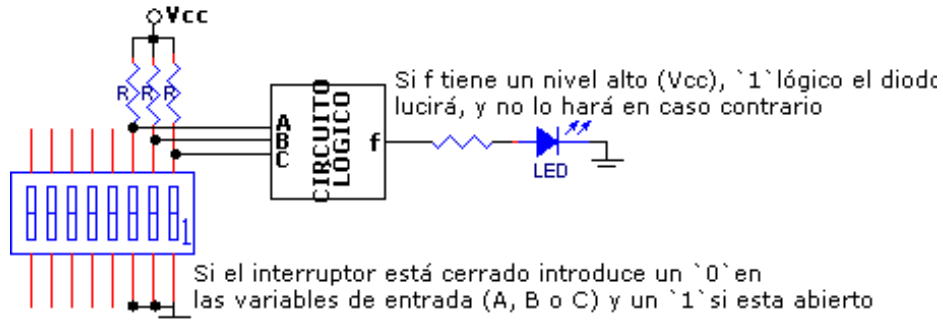 Vcc
R R R
Si f tiene un nivel alto (Vcc), `1`lógico el diodo
lucirá, y no lo hará en caso contrario
A
B
C
CIRCUITO
LOGICO
f
LED
1
Si el interruptor está cerrado introduce un `0`en
las variables de entrada (A, B o C) y un `1`si esta abierto